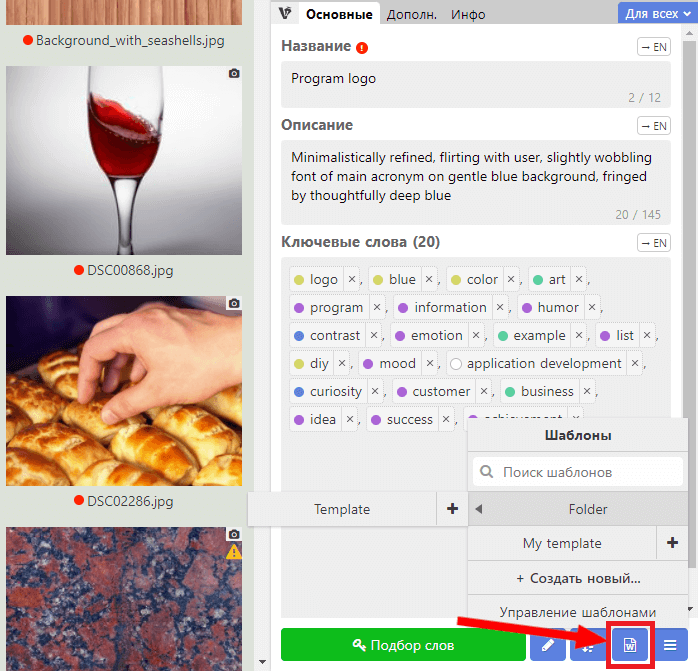 Background_with_seashells.jpg
DSC00868.jpg
DSC02286.jpg
Основные Дополн. Инфо Для всех
Название
→ EN
Program logo
2 / 12
Описание
→ EN
Minimalistically refined, flirting with user, slightly wobbling
font of main acronym on gentle blue background, fringed
by thoughtfully deep blue
20 / 145
Ключевые слова (20)
→ EN
logo ×, blue ×, color ×, art ×,
program ×, information ×, humor ×,
contrast ×, emotion ×, example ×, list ×,
diy ×, mood ×, application development ×,
curiosity ×, customer ×, business ×,
idea ×, success ×, achievement ×
Шаблоны
Поиск шаблонов
Template + Folder
My template +
+ Создать новый...
Управление шаблонами
Подбор слов
W